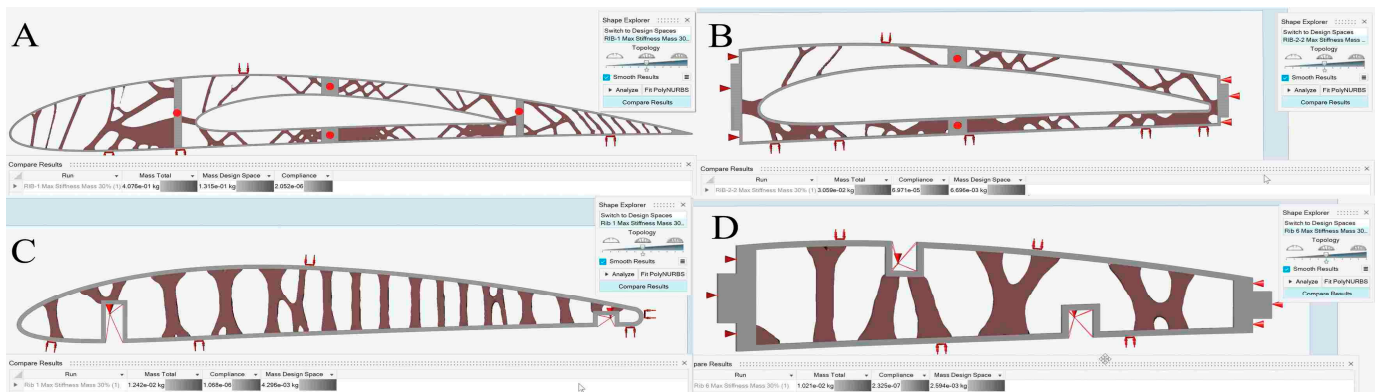 A
Shape Explorer
Switch to Design Spaces
RIB-1 Max Stiffness Mass 30...
Topology
Smooth Results
Analyze Fit PolyNURBS
Compare Results
Compare Results
Run Mass Total Mass Design Space Compliance
RIB-1 Max Stiffness Mass 30% (1) 4.076e-01 kg 1.315e-01 kg 2.052e-06
B
Shape Explorer
Switch to Design Spaces
RIB-2-2 Max Stiffness Mass ...
Topology
Smooth Results
Analyze Fit PolyNURBS
Compare Results
Compare Results
Run Mass Total Compliance Mass Design Space
RIB-2-2 Max Stiffness Mass 30% (1) 3.059e-02 kg 6.971e-05 6.696e-03 kg
C
Shape Explorer
Switch to Design Spaces
Rib 1 Max Stiffness Mass 30...
Topology
Smooth Results
Analyze Fit PolyNURBS
Compare Results
Compare Results
Run Mass Total Compliance Mass Design Space
Rib 1 Max Stiffness Mass 30% (1) 1.242e-02 kg 1.068e-06 4.296e-03 kg
D
Shape Explorer
Switch to Design Spaces
Rib 6 Max Stiffness Mass 30...
Topology
Smooth Results
Analyze Fit PolyNURBS
Compare Results
pare Results
Run Mass Total Compliance Mass Design Space
Rib 6 Max Stiffness Mass 30% (1) 1.021e-02 kg 2.325e-07 2.594e-03 kg